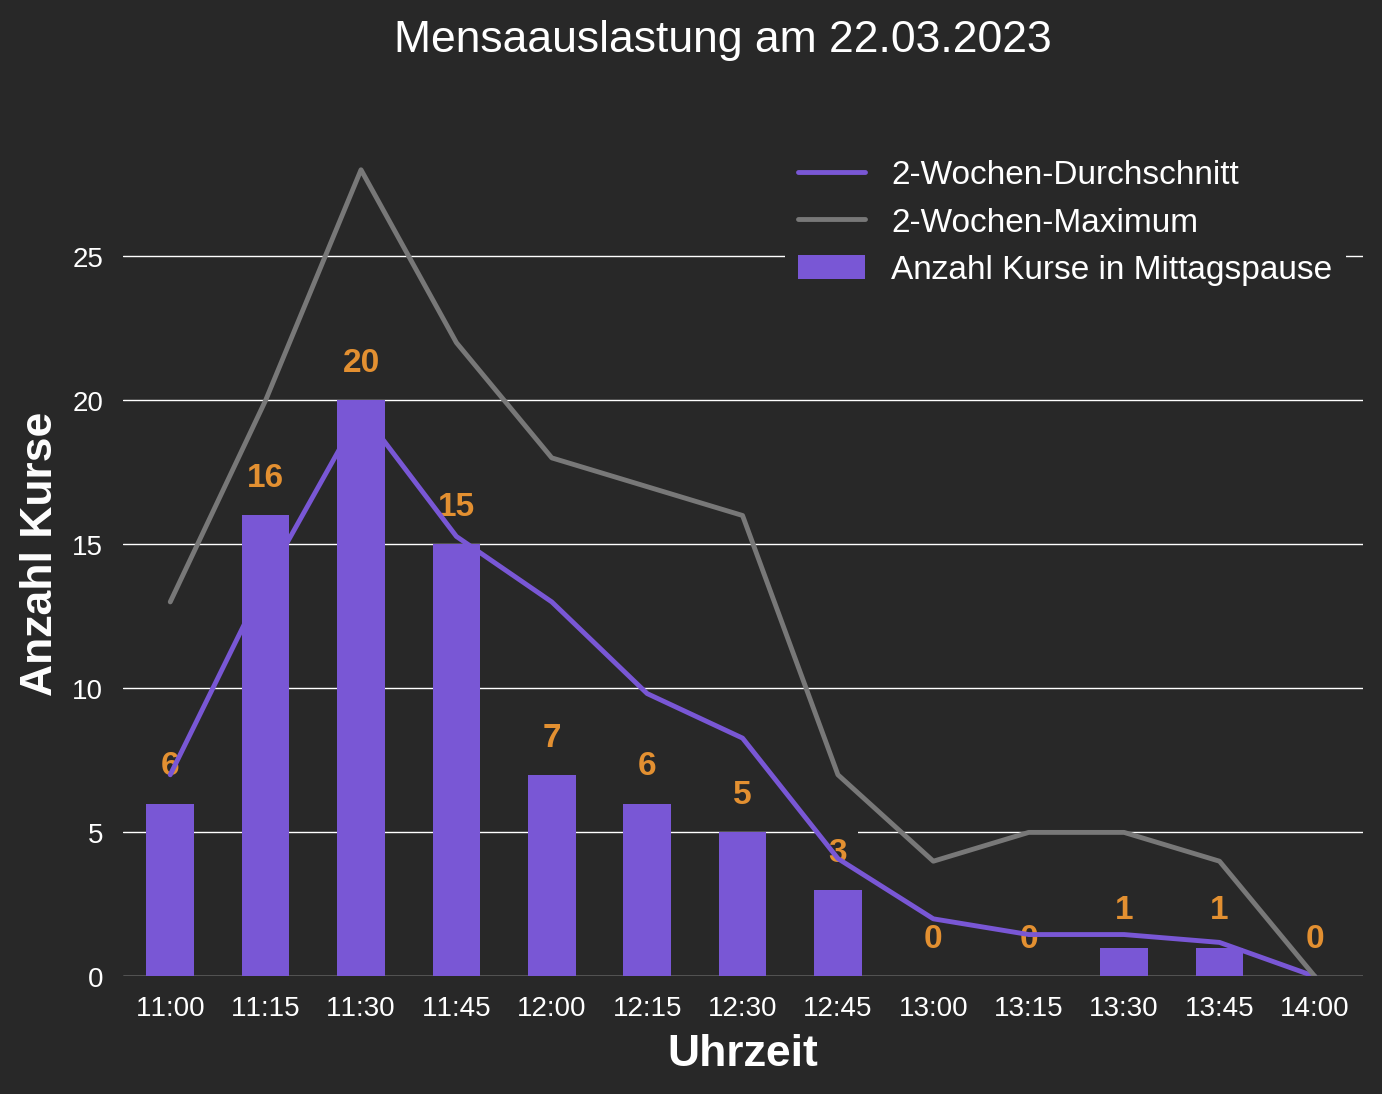 Mensaauslastung am 22.03.2023
2-Wochen-Durchschnitt
2-Wochen-Maximum
Anzahl Kurse in Mittagspause
Anzahl Kurse
25
20
15
10
5
0
6
16
20
15
7
6
5
3
0
0
1
1
0
11:00 11:15 11:30 11:45 12:00 12:15 12:30 12:45 13:00 13:15 13:30 13:45 14:00
Uhrzeit